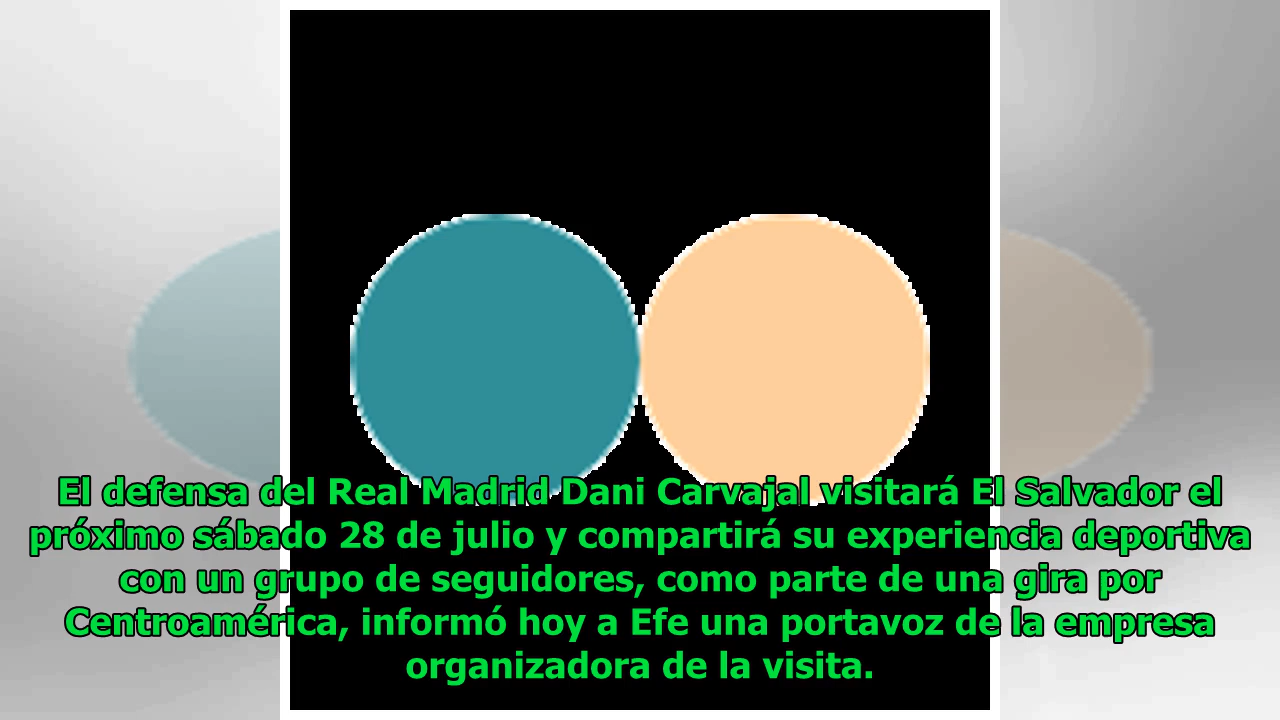 El defensa del Real Madrid Dani Carvajal visitará El Salvador el
próximo sábado 28 de julio y compartirá su experiencia deportiva
con un grupo de seguidores, como parte de una gira por
Centroamérica, informó hoy a Efe una portavoz de la empresa
organizadora de la visita.